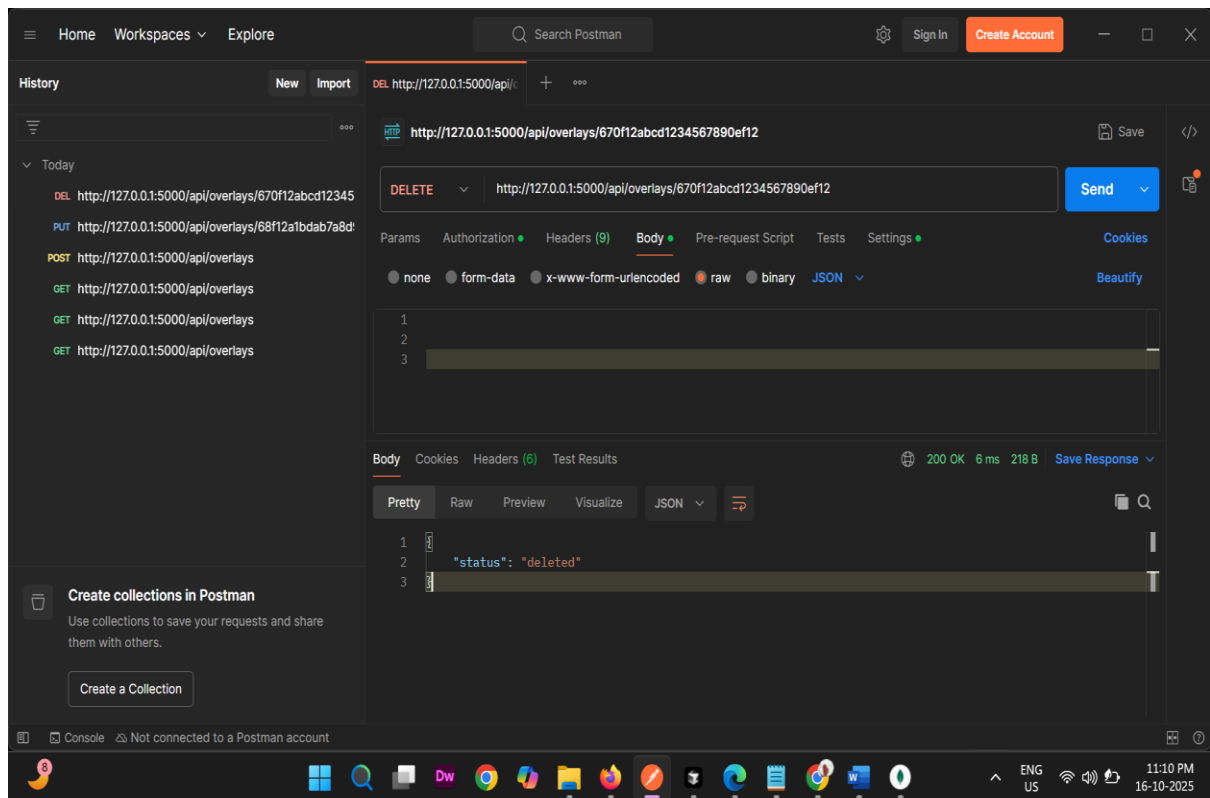 Home Workspaces Explore Search Postman Sign In Create Account
History New Import DEL http://127.0.0.1:5000/api/o
HTTP http://127.0.0.1:5000/api/overlays/670f12abcd1234567890ef12 Save
Today
DEL http://127.0.0.1:5000/api/overlays/670f12abcd12345
PUT http://127.0.0.1:5000/api/overlays/68f12a1bdab7a8d
POST http://127.0.0.1:5000/api/overlays
GET http://127.0.0.1:5000/api/overlays
GET http://127.0.0.1:5000/api/overlays
GET http://127.0.0.1:5000/api/overlays
DELETE http://127.0.0.1:5000/api/overlays/670f12abcd1234567890ef12 Send
Params Authorization Headers (9) Body Pre-request Script Tests Settings Cookies
none form-data x-www-form-urlencoded raw binary JSON Beautify
1
2
3
Body Cookies Headers (6) Test Results 200 OK 6 ms 218 B Save Response
Pretty Raw Preview Visualize JSON
1 {
2 "status": "deleted"
3 }
Create collections in Postman
Use collections to save your requests and share
them with others.
Create a Collection
Console Not connected to a Postman account
8 Dw W ENG 11:10 PM
US 16-10-2025